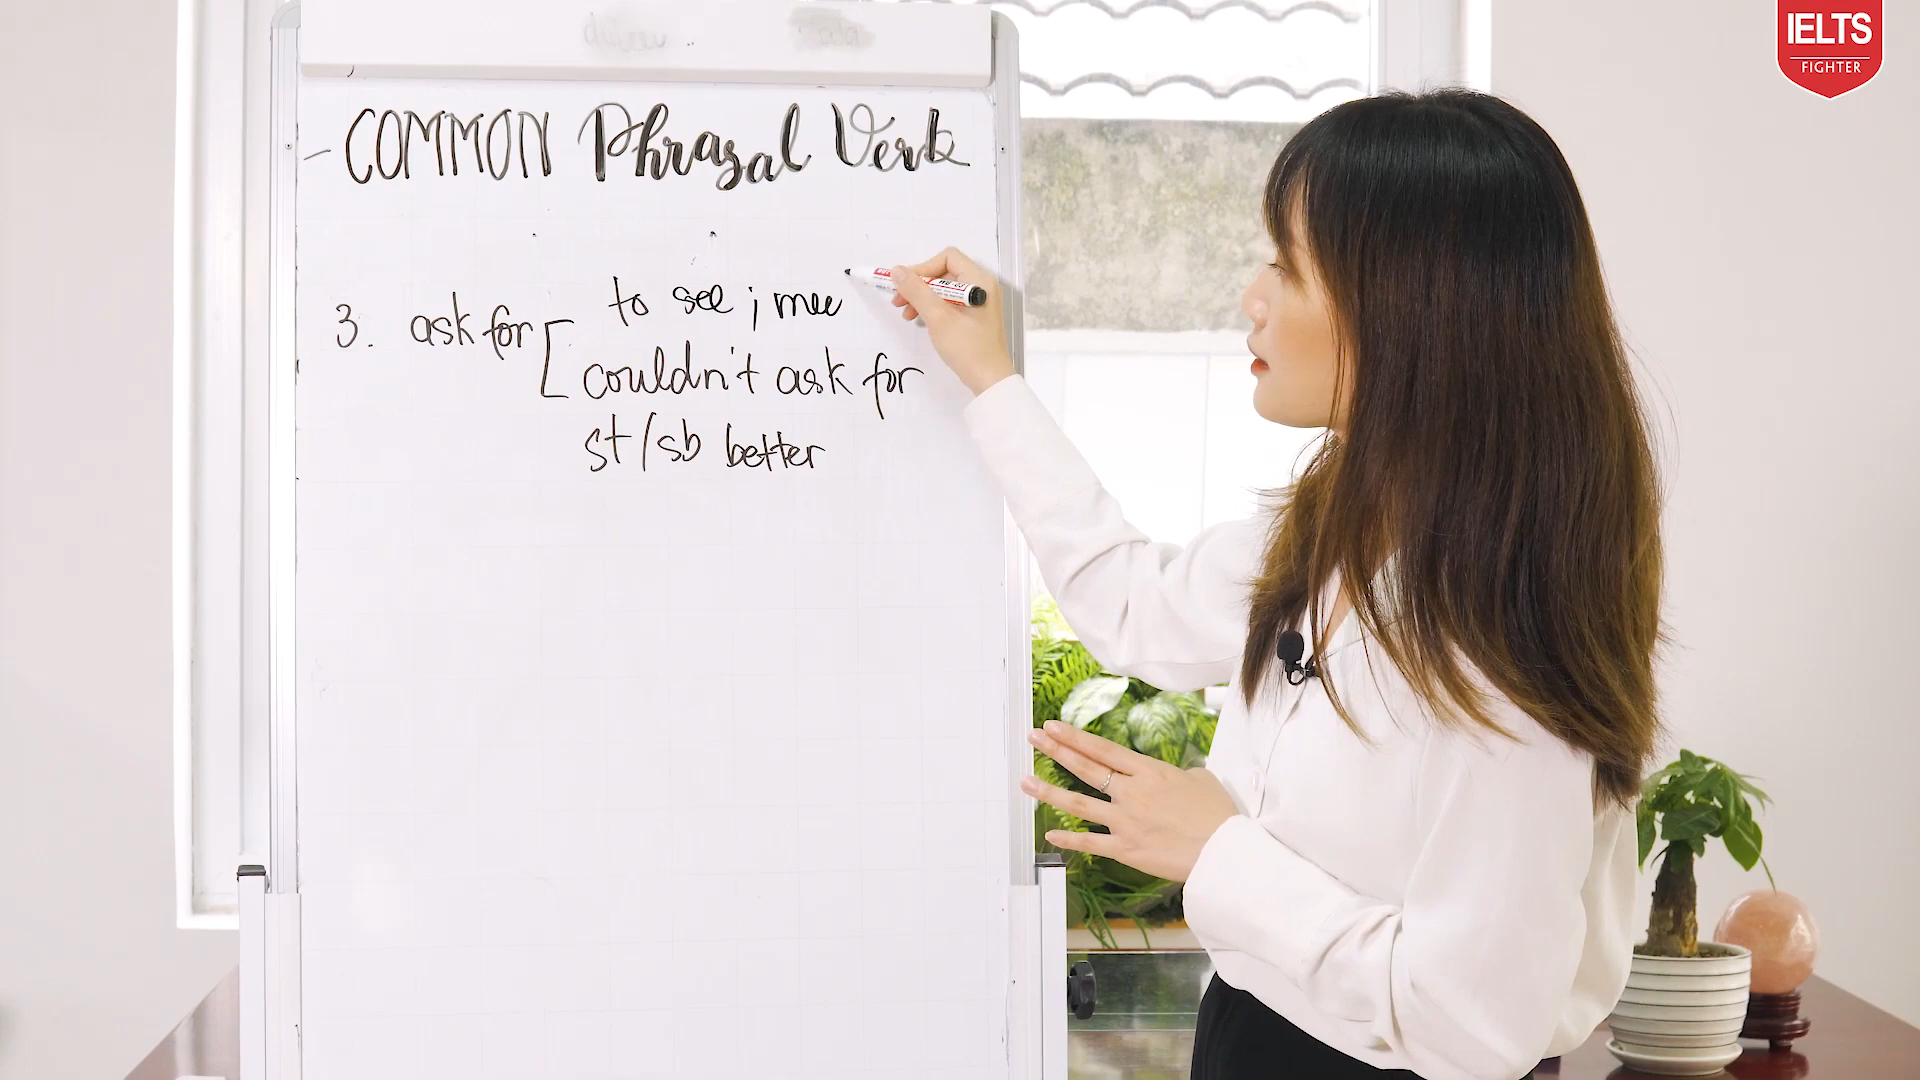 IELTS
FIGHTER
- COMMON Phrasal Verb
3. ask for [ to see ; mee
couldn't ask for
st/sb better